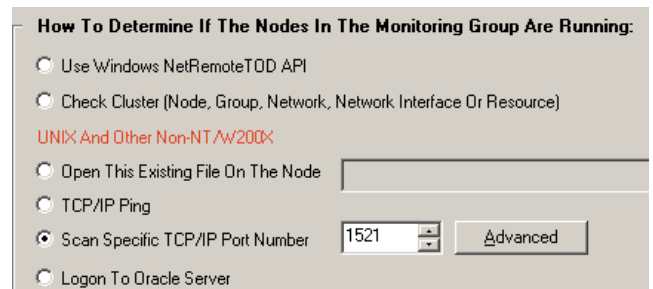 How To Determine If The Nodes In The Monitoring Group Are Running:
Use Windows NetRemoteTOD API
Check Cluster (Node, Group, Network, Network Interface Or Resource)
UNIX And Other Non-NT/W200X
Open This Existing File On The Node
TCP/IP Ping
Scan Specific TCP/IP Port Number 1521 Advanced
Logon To Oracle Server